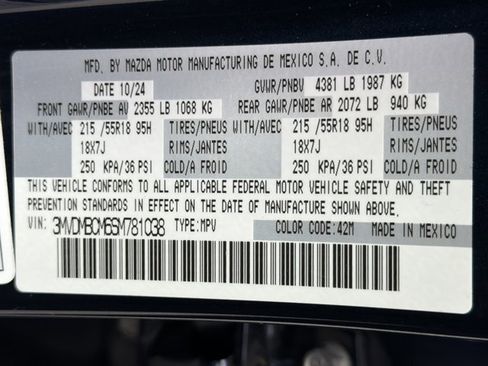 MFD. BY MAZDA MOTOR MANUFACTURING DE MEXICO S.A. DE C.V.
DATE 10/24 GVWR/PNBV 4381 LB 1987 KG
FRONT GAWR/PNBE AV 2355 LB 1068 KG REAR GAWR/PNBE AR 2072 LB 940 KG
WITH/AVEC 215 /55R18 95H TIRES/PNEUS WITH/AVEC 215 /55R18 95H TIRES/PNEUS
18X7J RIMS/JANTES 18X7J RIMS/JANTES
250 KPA/36 PSI COLD/A FROID 250 KPA/36 PSI COLD/A FROID
THIS VEHICLE CONFORMS TO ALL APPLICABLE FEDERAL MOTOR VEHICLE SAFETY AND THEFT
PREVENTION STANDARDS IN EFFECT ON THE DATE OF MANUFACTURE SHOWN ABOVE.
VIN: 3MVDMBCM6SM781038 TYPE:MPV COLOR CODE:42M MADE IN MEXICO